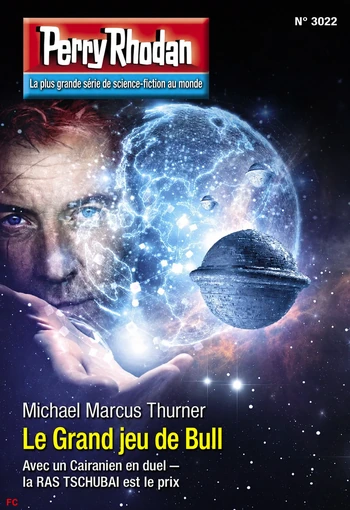 N° 3022
Perry Rhodan
La plus grande série de science-fiction au monde
Michael Marcus Thurner
Le Grand jeu de Bull
Avec un Cairanien en duel —
la RAS TSCHUBAI est le prix
FC